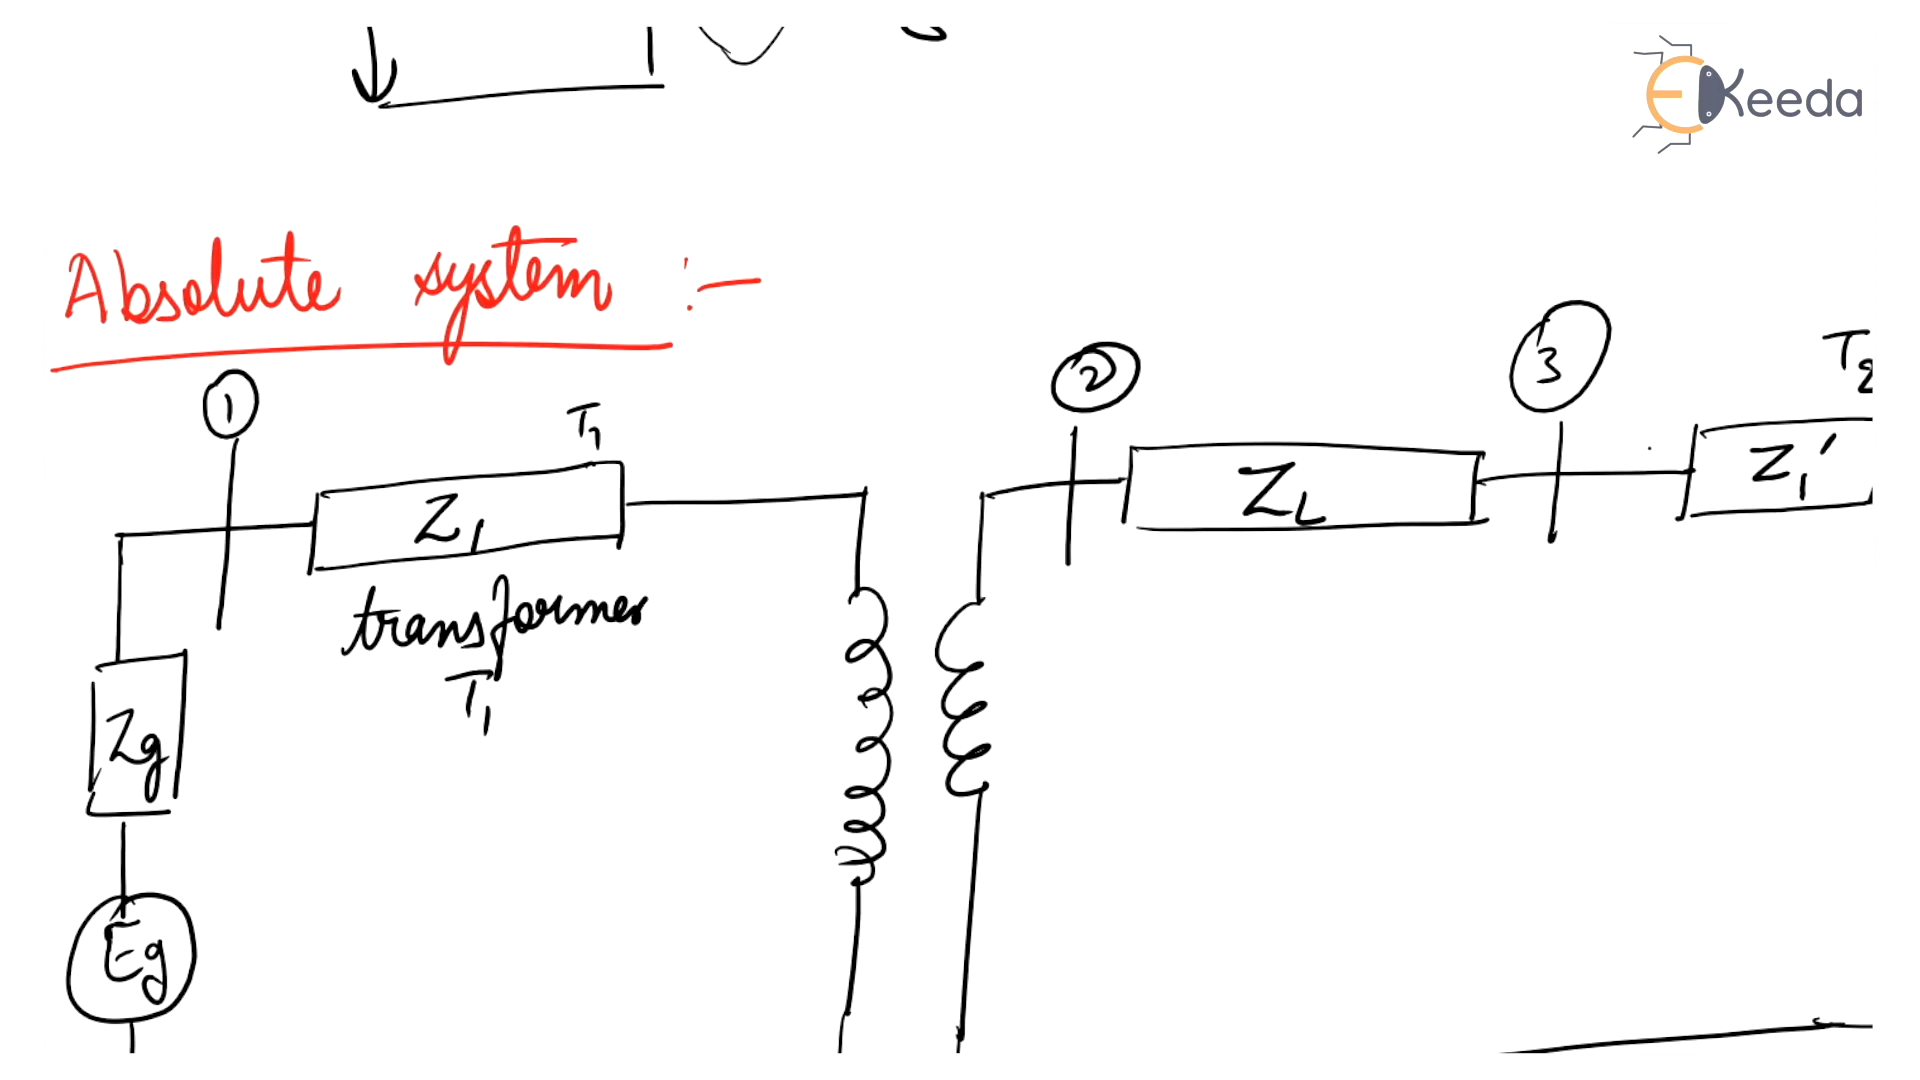 EKeeda
Absolute system :-
1
T1
2
3
T2
Z1
ZL
Z1'
transformer
T1
Zg
Eg